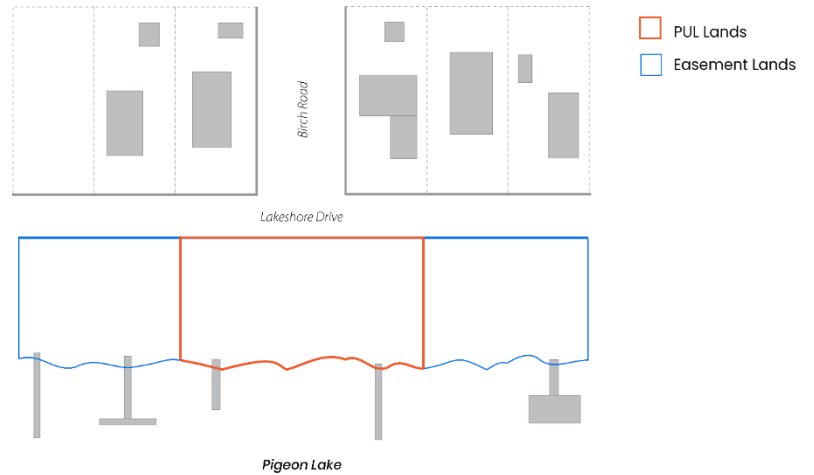 PUL Lands
Easement Lands
Birch Road
Lakeshore Drive
Pigeon Lake